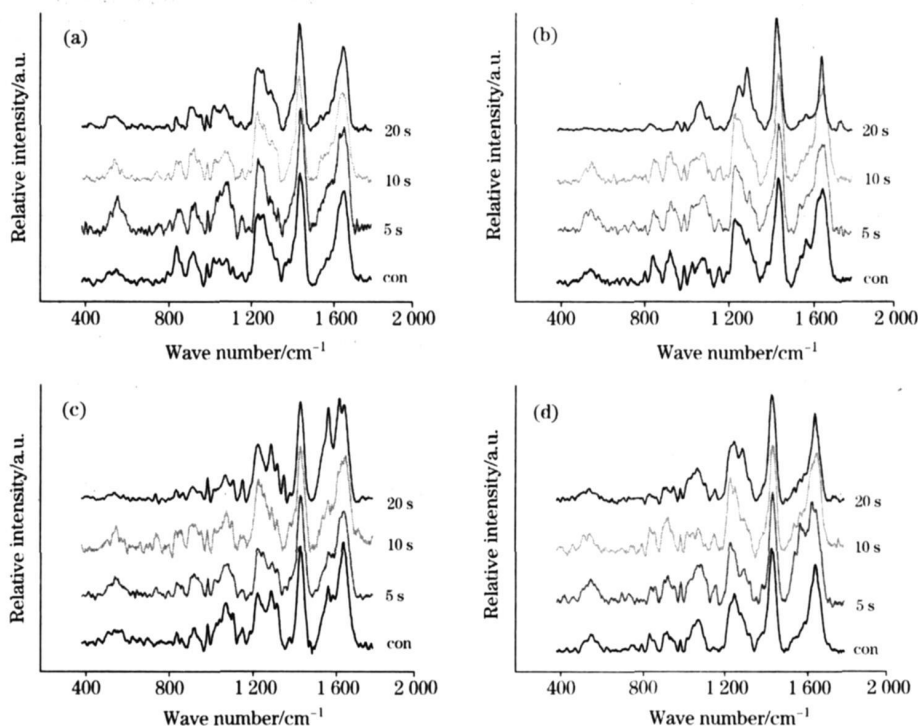 (a)
Relative intensity/a.u.
20 s
10 s
5 s
con
400 800 1 200 1 600 2 000
Wave number/cm⁻¹
(b)
Relative intensity/a.u.
20 s
10 s
5 s
con
400 800 1 200 1 600 2 000
Wave number/cm⁻¹
(c)
Relative intensity/a.u.
20 s
10 s
5 s
con
400 800 1 200 1 600 2 000
Wave number/cm⁻¹
(d)
Relative intensity/a.u.
20 s
10 s
5 s
con
400 800 1 200 1 600 2 000
Wave number/cm⁻¹